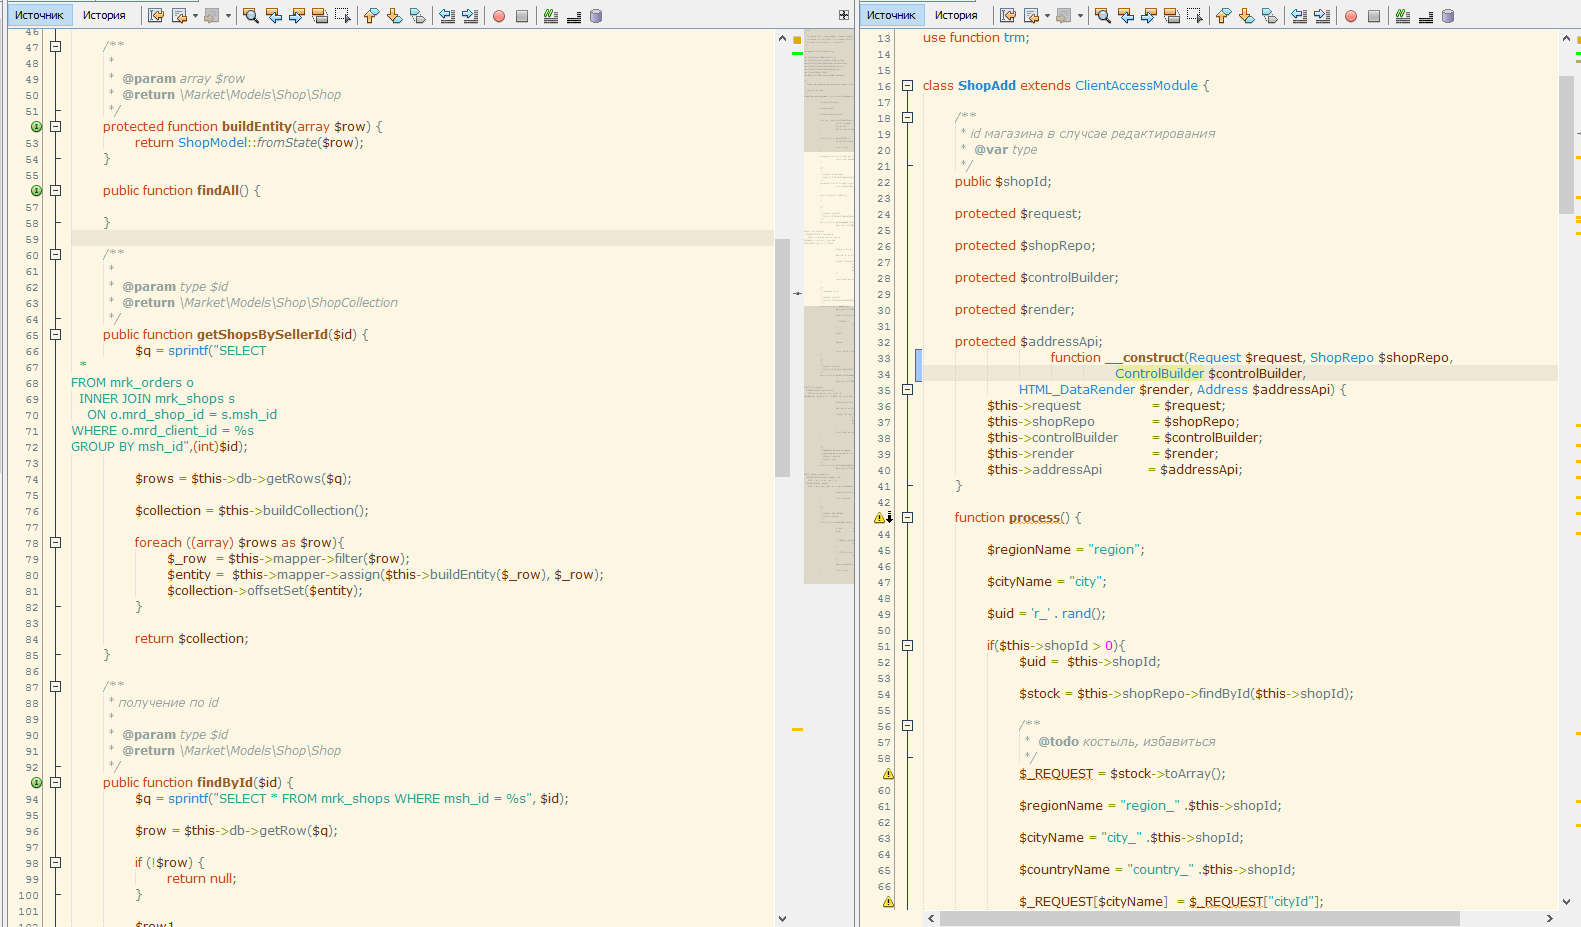 Источник История
46
47 /**
48 *
49 * @param array $row
50 * @return \Market\Models\Shop\Shop
51 */
protected function buildEntity(array $row) {
53 return ShopModel::fromState($row);
54 }
55
public function findAll() {
57
58 }
59
60 /**
61 *
62 * @param type $id
63 * @return \Market\Models\Shop\ShopCollection
64 */
65 public function getShopsBySellerId($id) {
66 $q = sprintf("SELECT
67 *
68 FROM mrk_orders o
69 INNER JOIN mrk_shops s
70 ON o.mrd_shop_id = s.msh_id
71 WHERE o.mrd_client_id = %s
72 GROUP BY msh_id",(int)$id);
73
74 $rows = $this->db->getRows($q);
75
76 $collection = $this->buildCollection();
77
78 foreach ((array) $rows as $row){
79 $_row = $this->mapper->filter($row);
80 $entity = $this->mapper->assign($this->buildEntity($_row), $_row);
81 $collection->offsetSet($entity);
82 }
83
84 return $collection;
85 }
86
87 /**
88 * получение по id
89 *
90 * @param type $id
91 * @return \Market\Models\Shop\Shop
92 */
public function findById($id) {
94 $q = sprintf("SELECT * FROM mrk_shops WHERE msh_id = %s", $id);
95
96 $row = $this->db->getRow($q);
97
98 if (!$row) {
99 return null;
100 }
101
102 $row1
Источник История
13 use function trm;
14
15
16 class ShopAdd extends ClientAccessModule {
17
18 /**
19 * id магазина в случсае редактирования
20 * @var type
21 */
22 public $shopId;
23
24 protected $request;
25
26 protected $shopRepo;
27
28 protected $controlBuilder;
29
30 protected $render;
31
32 protected $addressApi;
33 function __construct(Request $request, ShopRepo $shopRepo,
34 ControlBuilder $controlBuilder,
35 HTML_DataRender $render, Address $addressApi) {
36 $this->request = $request;
37 $this->shopRepo = $shopRepo;
38 $this->controlBuilder = $controlBuilder;
39 $this->render = $render;
40 $this->addressApi = $addressApi;
41 }
42
function process() {
44
45 $regionName = "region";
46
47 $cityName = "city";
48
49 $uid = 'r_' . rand();
50
51 if($this->shopId > 0){
52 $uid = $this->shopId;
53
54 $stock = $this->shopRepo->findById($this->shopId);
55
56 /**
57 * @todo костыль, избавиться
58 */
$_REQUEST = $stock->toArray();
60
61 $regionName = "region_" .$this->shopId;
62
63 $cityName = "city_" .$this->shopId;
64
65 $countryName = "country_" .$this->shopId;
66
$_REQUEST[$cityName] = $_REQUEST["cityId"];